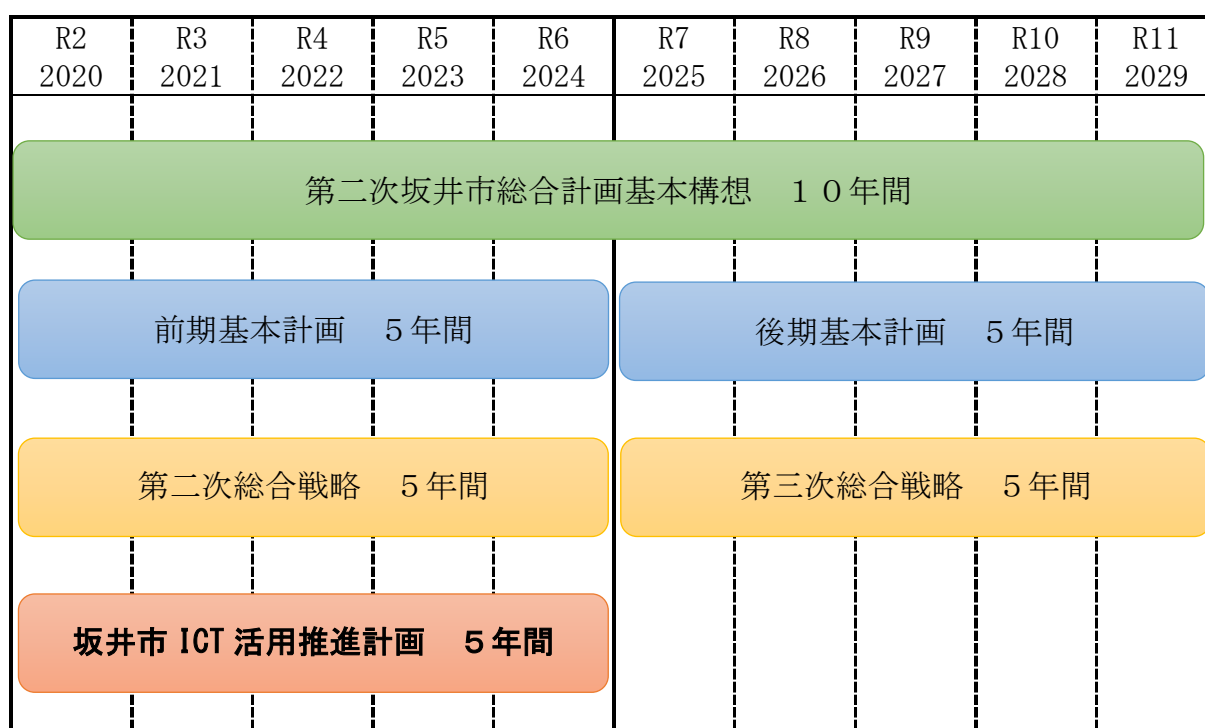 R2 R3 R4 R5 R6 R7 R8 R9 R10 R11
2020 2021 2022 2023 2024 2025 2026 2027 2028 2029
第二次坂井市総合計画基本構想　１０年間
前期基本計画　５年間 後期基本計画　５年間
第二次総合戦略　５年間 第三次総合戦略　５年間
坂井市 ICT 活用推進計画　５年間